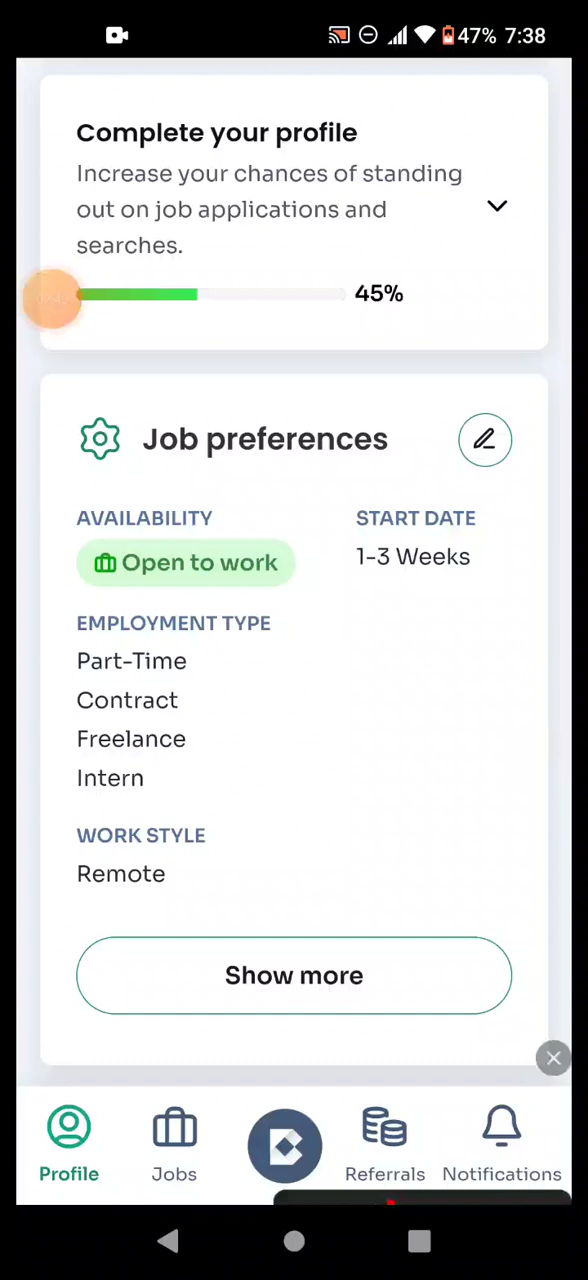 47% 7:38
Complete your profile
Increase your chances of standing
out on job applications and
searches.
45%
Job preferences
AVAILABILITY
Open to work
START DATE
1-3 Weeks
EMPLOYMENT TYPE
Part-Time
Contract
Freelance
Intern
WORK STYLE
Remote
Show more
Profile
Jobs
Referrals
Notifications